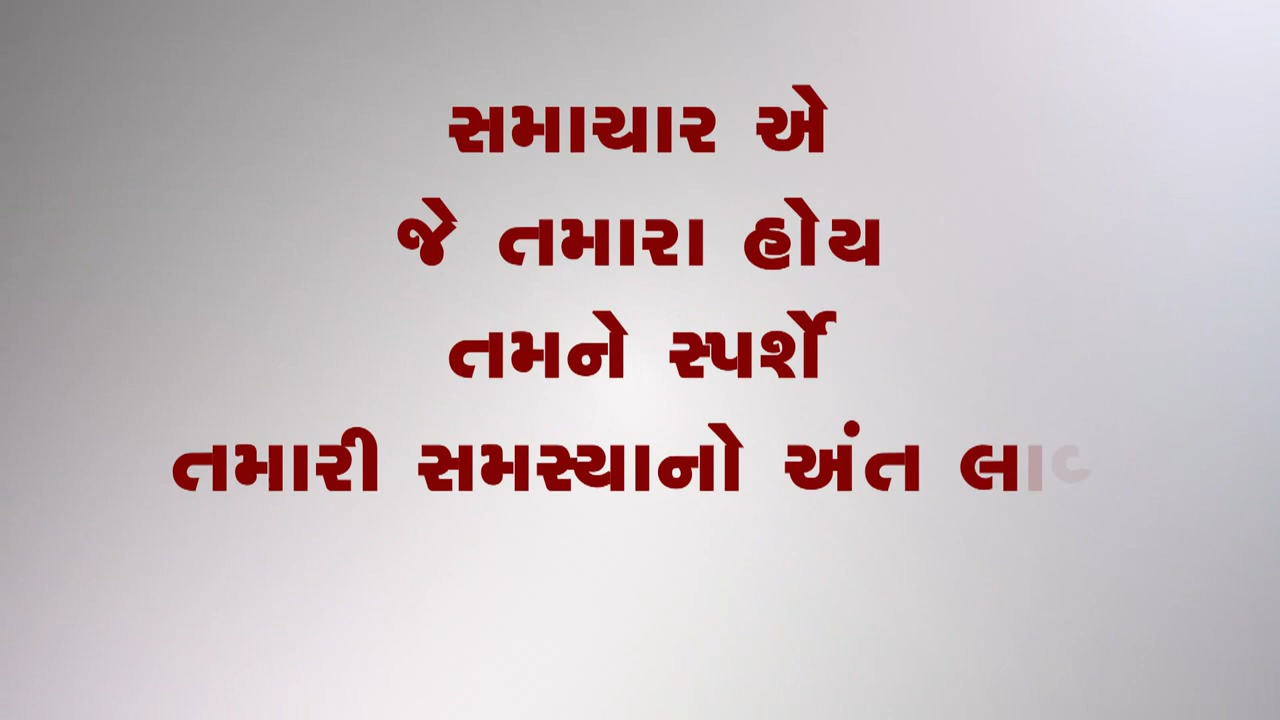 સમાચાર એ
જે તમારા હોય
તમને સ્પર્શે
તમારી સમસ્યાનો અંત